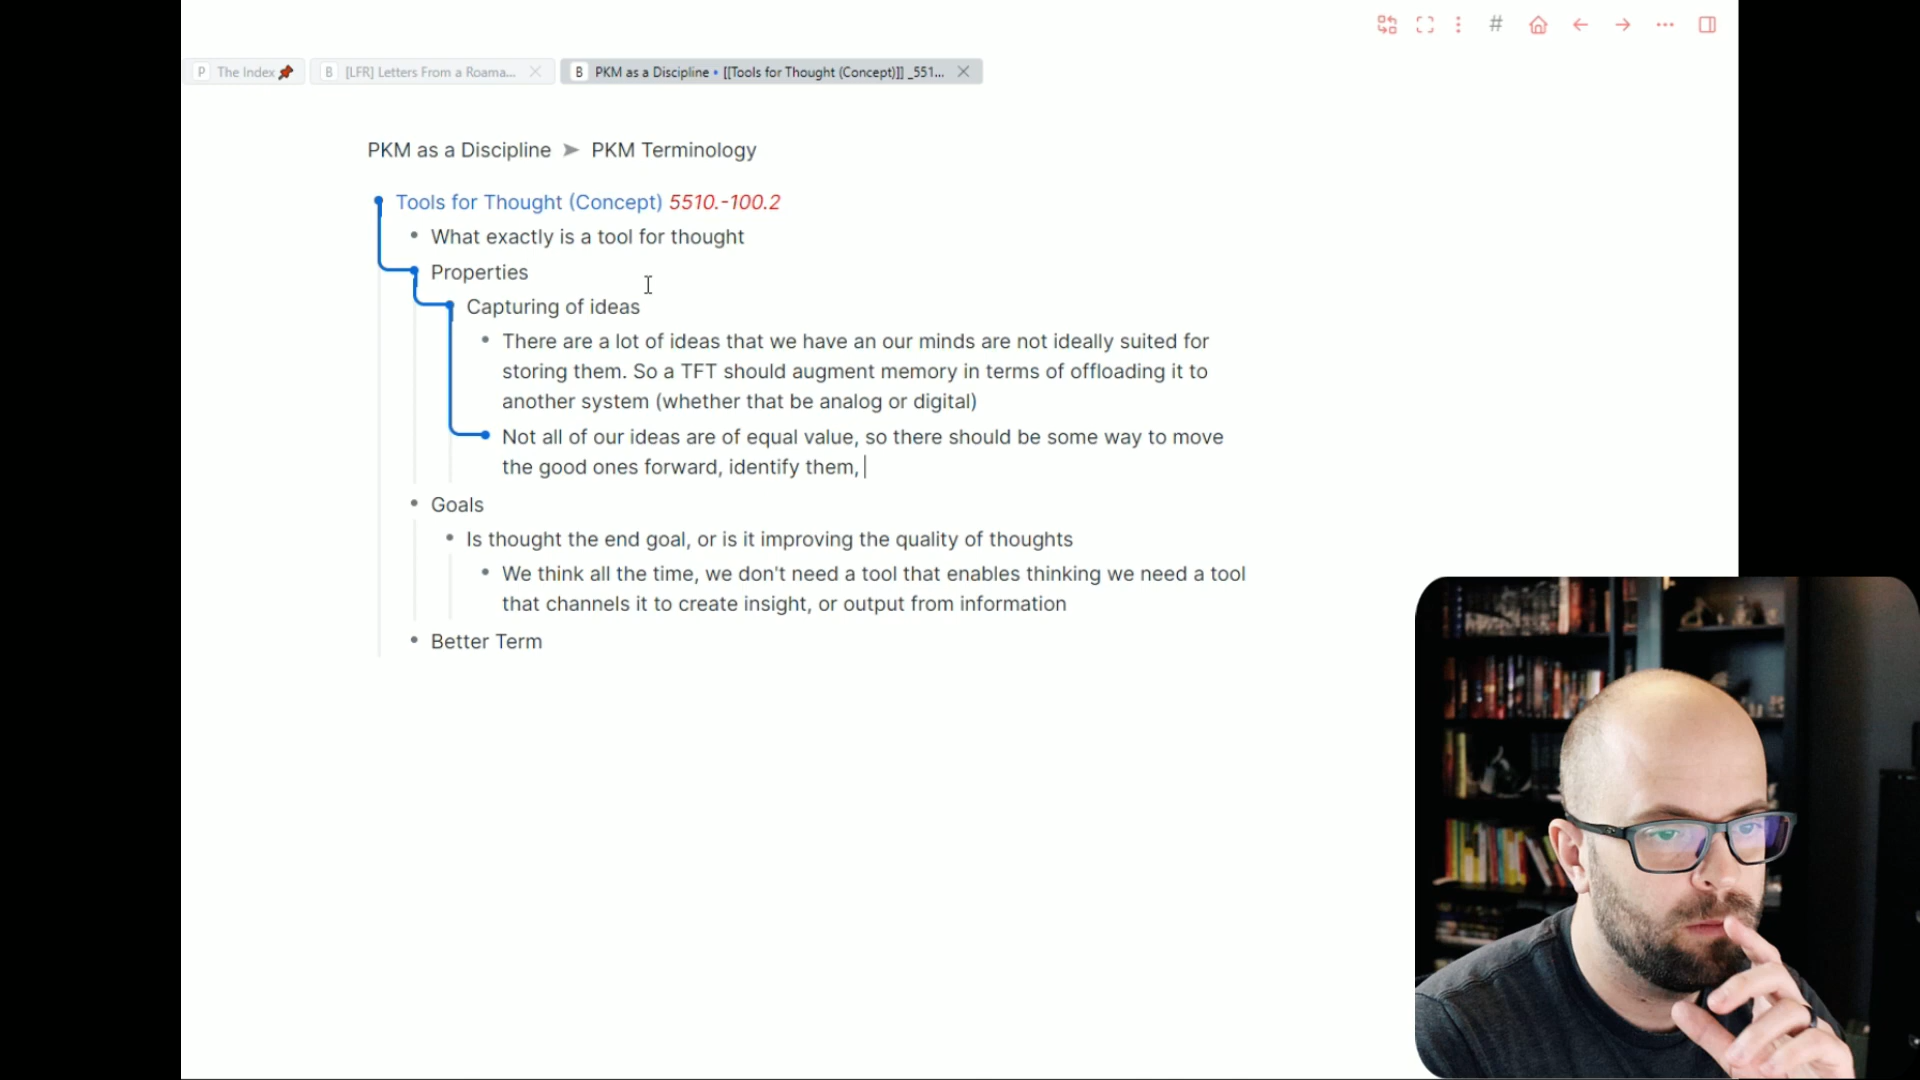 P The Index
B [LFR] Letters From a Roama...
B PKM as a Discipline • [[Tools for Thought (Concept)]] _551...
PKM as a Discipline ➤ PKM Terminology
Tools for Thought (Concept) 5510.-100.2
What exactly is a tool for thought
Properties
Capturing of ideas
There are a lot of ideas that we have an our minds are not ideally suited for
storing them. So a TFT should augment memory in terms of offloading it to
another system (whether that be analog or digital)
Not all of our ideas are of equal value, so there should be some way to move
the good ones forward, identify them,
Goals
Is thought the end goal, or is it improving the quality of thoughts
We think all the time, we don't need a tool that enables thinking we need a tool
that channels it to create insight, or output from information
Better Term